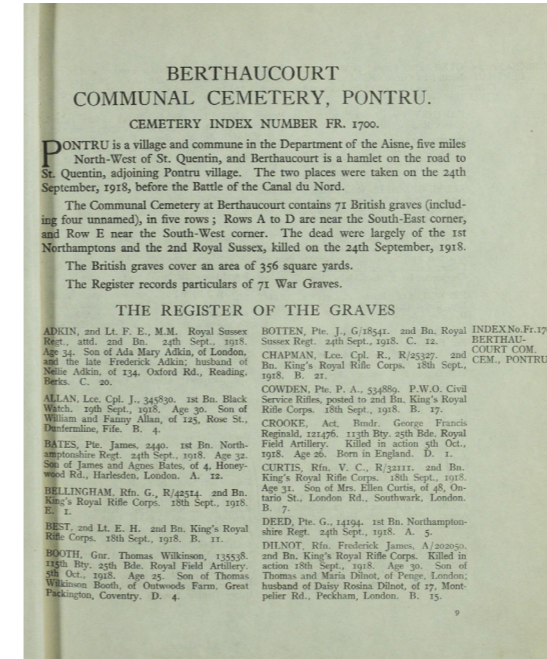 BERTHAUCOURT
COMMUNAL CEMETERY, PONTRU.
CEMETERY INDEX NUMBER FR. 1700.
PONTRU is a village and commune in the Department of the Aisne, five miles
North-West of St. Quentin, and Berthaucourt is a hamlet on the road to
St. Quentin, adjoining Pontru village. The two places were taken on the 24th
September, 1918, before the Battle of the Canal du Nord.
The Communal Cemetery at Berthaucourt contains 71 British graves (includ-
ing four unnamed), in five rows; Rows A to D are near the South-East corner,
and Row E near the South-West corner. The dead were largely of the 1st
Northamptons and the 2nd Royal Sussex, killed on the 24th September, 1918.
The British graves cover an area of 356 square yards.
The Register records particulars of 71 War Graves.
THE REGISTER OF THE GRAVES
ADKIN, 2nd Lt. F. E., M.M. Royal Sussex
Regt., attd. 2nd Bn. 24th Sept., 1918.
Age 34. Son of Ada Mary Adkin, of London,
and the late Frederick Adkin; husband of
Nellie Adkin, of 134, Oxford Rd., Reading,
Berks. C. 20.
ALLAN, Lce. Cpl. J., 345830. 1st Bn. Black
Watch. 19th Sept., 1918. Age 30. Son of
William and Fanny Allan, of 125, Rose St.,
Dunfermline, Fife. B. 4.
BATES, Pte. James, 2440. 1st Bn. North-
amptonshire Regt. 24th Sept., 1918. Age 32.
Son of James and Agnes Bates, of 4, Honey-
wood Rd., Harlesden, London. A. 12.
BELLINGHAM, Rfn. G., R/42514. 2nd Bn.
King's Royal Rifle Corps. 18th Sept., 1918.
E. 1.
BEST, 2nd Lt. E. H. 2nd Bn. King's Royal
Rifle Corps. 18th Sept., 1918. B. 11.
BOOTH, Gnr. Thomas Wilkinson, 135538.
115th Bty. 25th Bde. Royal Field Artillery.
5th Oct., 1918. Age 25. Son of Thomas
Wilkinson Booth, of Outwoods Farm, Great
Packington, Coventry. D. 4.
BOTTEN, Pte. J., G/18541. 2nd Bn. Royal
Sussex Regt. 24th Sept., 1918. C. 12.
CHAPMAN, Lce. Cpl. R., R/25327. 2nd
Bn. King's Royal Rifle Corps. 18th Sept.,
1918. B. 21.
COWDEN, Pte. P. A., 534889. P.W.O. Civil
Service Rifles, posted to 2nd Bn. King's Royal
Rifle Corps. 18th Sept., 1918. B. 17.
CROOKE, Act. Bmdr. George Francis
Reginald, 121476. 113th Bty. 25th Bde. Royal
Field Artillery. Killed in action 5th Oct.,
1918. Age 26. Born in England. D. 1.
CURTIS, Rfn. V. C., R/32111. 2nd Bn.
King's Royal Rifle Corps. 18th Sept., 1918.
Age 31. Son of Mrs. Ellen Curtis, of 48, On-
tario St., London Rd., Southwark, London.
B. 7.
DEED, Pte. G., 14194. 1st Bn. Northampton-
shire Regt. 24th Sept., 1918. A. 5.
DILNOT, Rfn. Frederick James, A/202050.
2nd Bn. King's Royal Rifle Corps. Killed in
action 18th Sept., 1918. Age 30. Son of
Thomas and Maria Dilnot, of Penge, London;
husband of Daisy Rosina Dilnot, of 17, Mont-
pelier Rd., Peckham, London. B. 15.
INDEX No. Fr. 170
BERTHAU-
COURT COM.
CEM., PONTRU
9